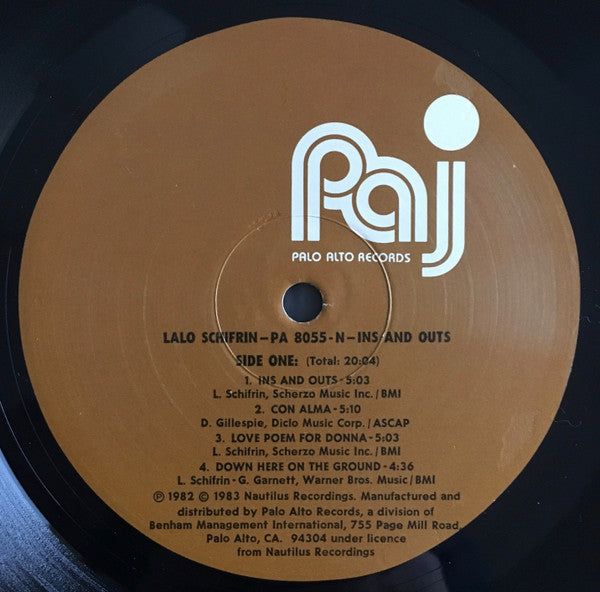 Paj
PALO ALTO RECORDS
LALO SCHIFRIN-PA 8055-N-INS AND OUTS
SIDE ONE: (Total: 20:04)
1. INS AND OUTS-5:03
L. Schifrin, Scherzo Music Inc./BMI
2. CON ALMA-5:10
D. Gillespie, Diclo Music Corp./ASCAP
3. LOVE POEM FOR DONNA-5:03
L. Schifrin, Scherzo Music Inc./BMI
4. DOWN HERE ON THE GROUND-4:36
L. Schifrin-G. Garnett, Warner Bros. Music/BMI
℗ 1982 © 1983 Nautilus Recordings. Manufactured and
distributed by Palo Alto Records, a division of
Benham Management International, 755 Page Mill Road,
Palo Alto, CA. 94304 under licence
from Nautilus Recordings